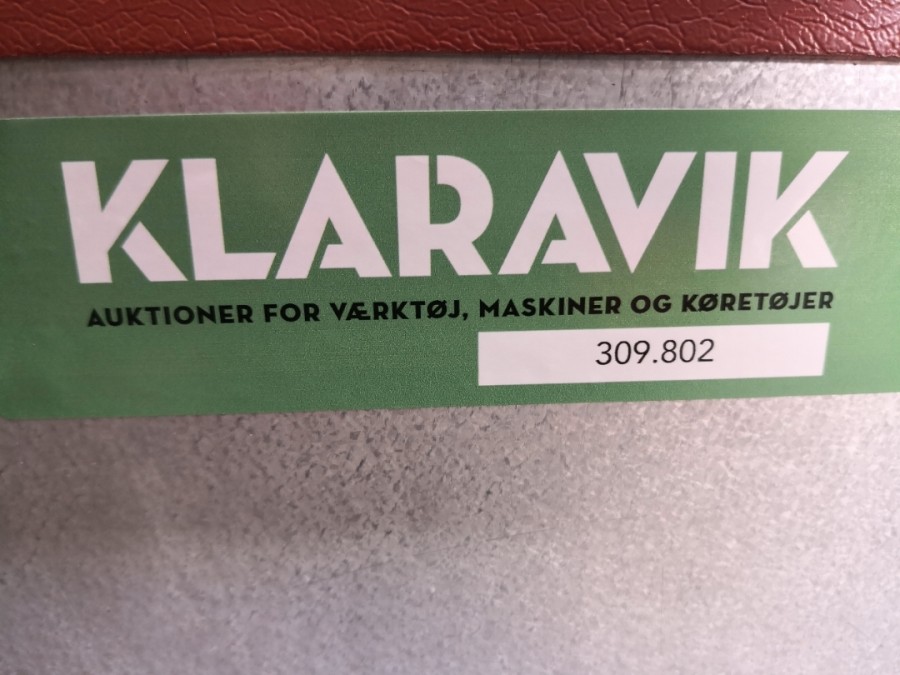 KLARAVIK
AUKTIONER FOR VÆRKTØJ, MASKINER OG KØRETØJER
309.802